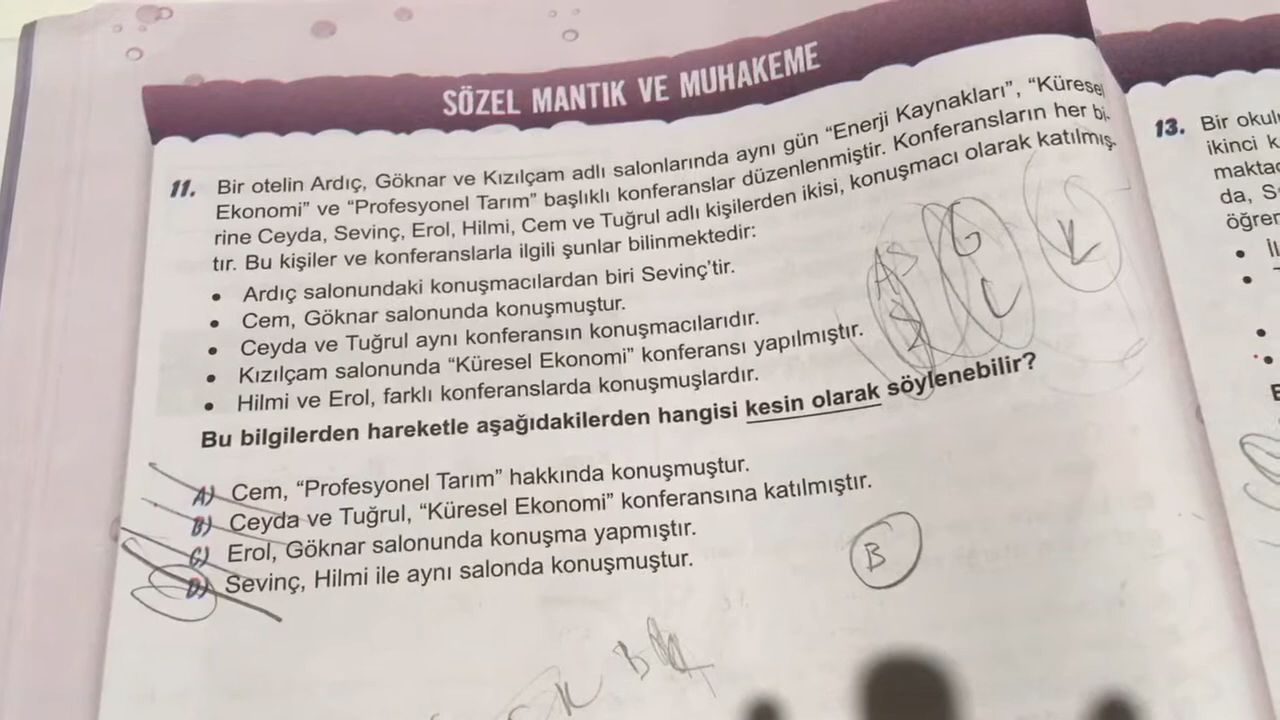 SÖZEL MANTIK VE MUHAKEME
11. Bir otelin Ardıç, Göknar ve Kızılçam adlı salonlarında aynı gün “Enerji Kaynakları”, “Küresel
Ekonomi” ve “Profesyonel Tarım” başlıklı konferanslar düzenlenmiştir. Konferansların her bi-
rine Ceyda, Sevinç, Erol, Hilmi, Cem ve Tuğrul adlı kişilerden ikisi, konuşmacı olarak katılmış-
tır. Bu kişiler ve konferanslarla ilgili şunlar bilinmektedir:
• Ardıç salonundaki konuşmacılardan biri Sevinç’tir.
• Cem, Göknar salonunda konuşmuştur.
• Ceyda ve Tuğrul aynı konferansın konuşmacılarıdır.
• Kızılçam salonunda “Küresel Ekonomi” konferansı yapılmıştır.
• Hilmi ve Erol, farklı konferanslarda konuşmuşlardır.
Bu bilgilerden hareketle aşağıdakilerden hangisi kesin olarak söylenebilir?
A) Cem, “Profesyonel Tarım” hakkında konuşmuştur.
B) Ceyda ve Tuğrul, “Küresel Ekonomi” konferansına katılmıştır.
C) Erol, Göknar salonunda konuşma yapmıştır.
D) Sevinç, Hilmi ile aynı salonda konuşmuştur.
G
K
B
13. Bir okul
ikinci k
da, S
öğren